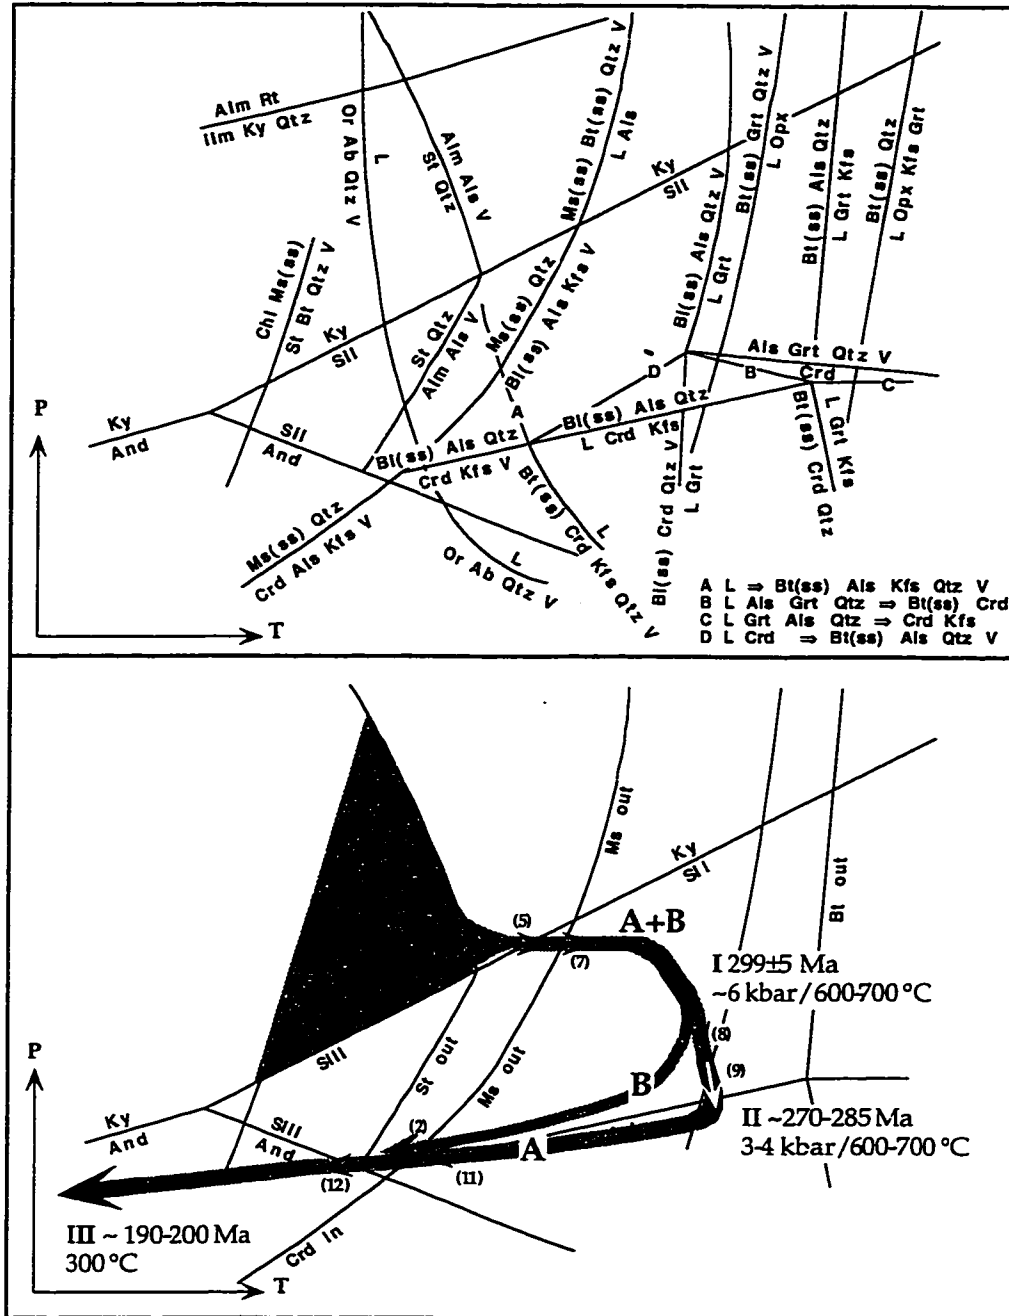 Alm Rt
ilm Ky Qtz
Or Ab Qtz V
L
Alm Als V
St Qtz
Ms(ss) Bt(ss) Qtz V
L Als
Ky
Sil
Bt(ss) Grt Qtz V
L Opx
Bt(ss) Als Qtz
L Grt Kfs
Bt(ss) Qtz
L Opx Kfs Grt
Chl Ms(ss)
St Bt Qtz V
Ky
Sil
St Qtz
Alm Als V
Ms(ss) Qtz
Bl(ss) Als Kfs V
Bl(ss) Als Qtz V
L Grt
Als Grt Qtz V
B
Crd
C
D
A
P
Ky
And
Sil
And
Bl(ss) Als Qtz
Crd Kfs V
Bl(ss) Als Qtz
L Crd Kfs
L Grt Kfs
Bt(ss) Crd Qtz
Ms(ss) Qtz
Crd Als Kfs V
L
Or Ab Qtz V
L
Bt(ss) Crd Kfs Qtz V
Bl(ss) Crd Qtz V
L Grt
A L ⇒ Bt(ss) Als Kfs Qtz V
B L Als Grt Qtz ⇒ Bt(ss) Crd
C L Grt Als Qtz ⇒ Crd Kfs
D L Crd ⇒ Bt(ss) Als Qtz V
T
Ms out
Ky
Sil
Bt out
(5)
A+B
(7)
I 299±5 Ma
~6 kbar/600-700 °C
(8)
(9)
Sill
St out
Ms out
B
P
Ky
And
Sill
And
(2)
A
(11)
(12)
II ~270-285 Ma
3-4 kbar/600-700 °C
III ~ 190-200 Ma
300 °C
Crd In
T